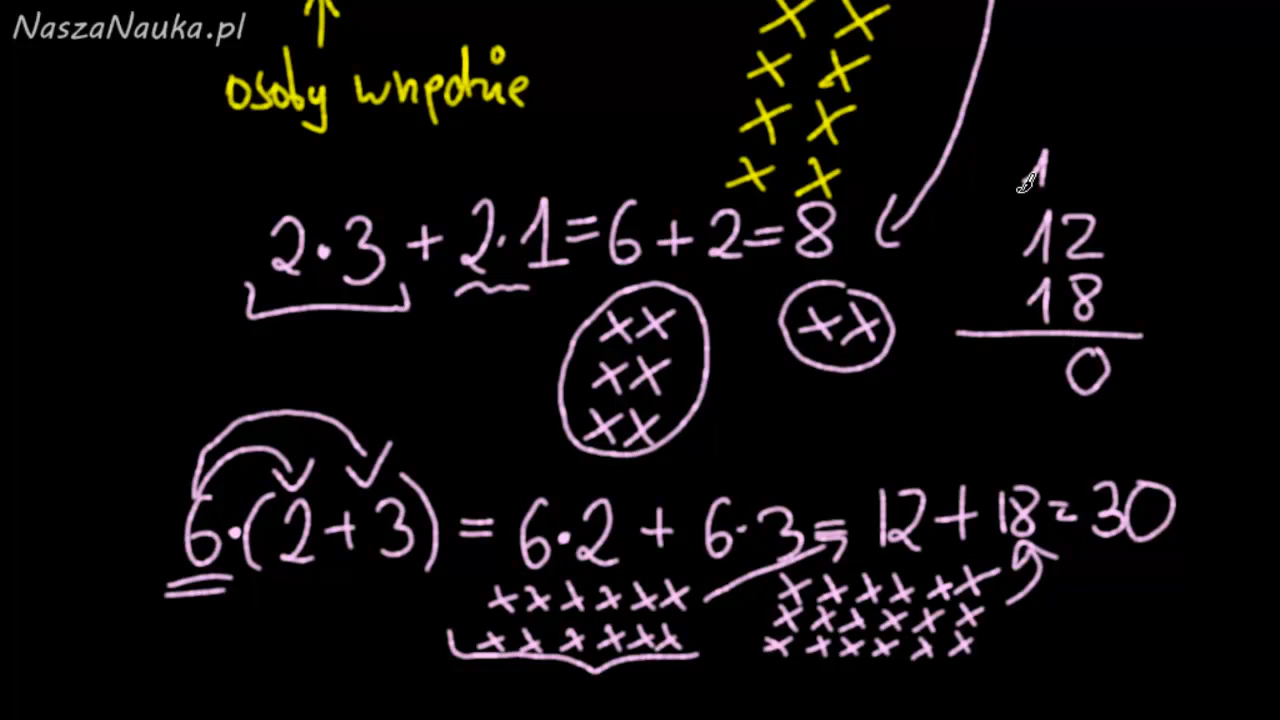 NaszaNauka.pl
osoby w rzędzie
2·3 + 2·1 = 6 + 2 = 8
1
12
18
0
6·(2+3) = 6·2 + 6·3 = 12 + 18 = 30